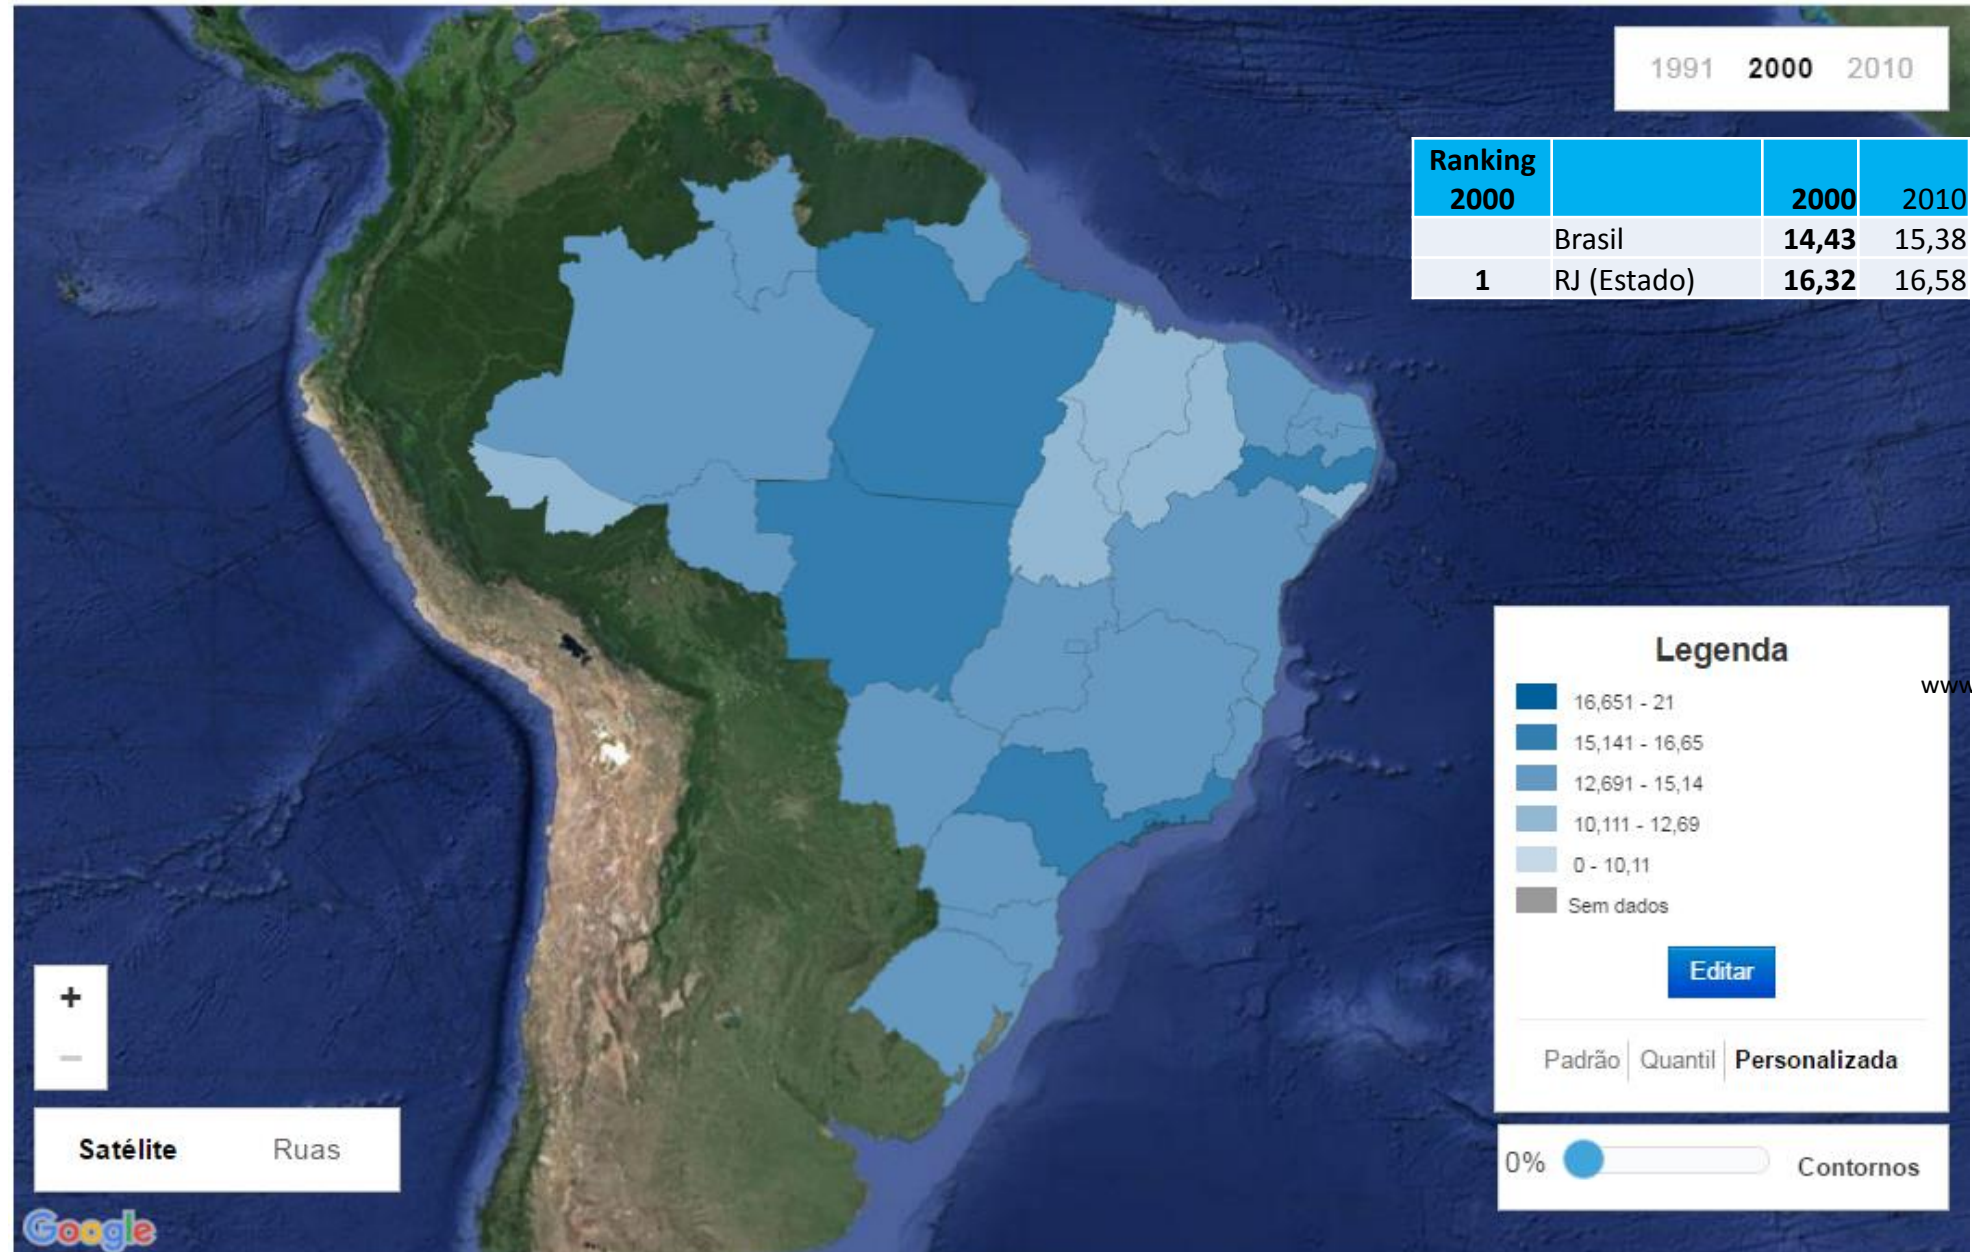 1991 2000 2010
Ranking
2000 2000 2010
Brasil 14,43 15,38
1 RJ (Estado) 16,32 16,58
Legenda
www
16,651 - 21
15,141 - 16,65
12,691 - 15,14
10,111 - 12,69
0 - 10,11
Sem dados
Editar
+
Padrão Quantil Personalizada
–
Satélite Ruas
0% Contornos
Google